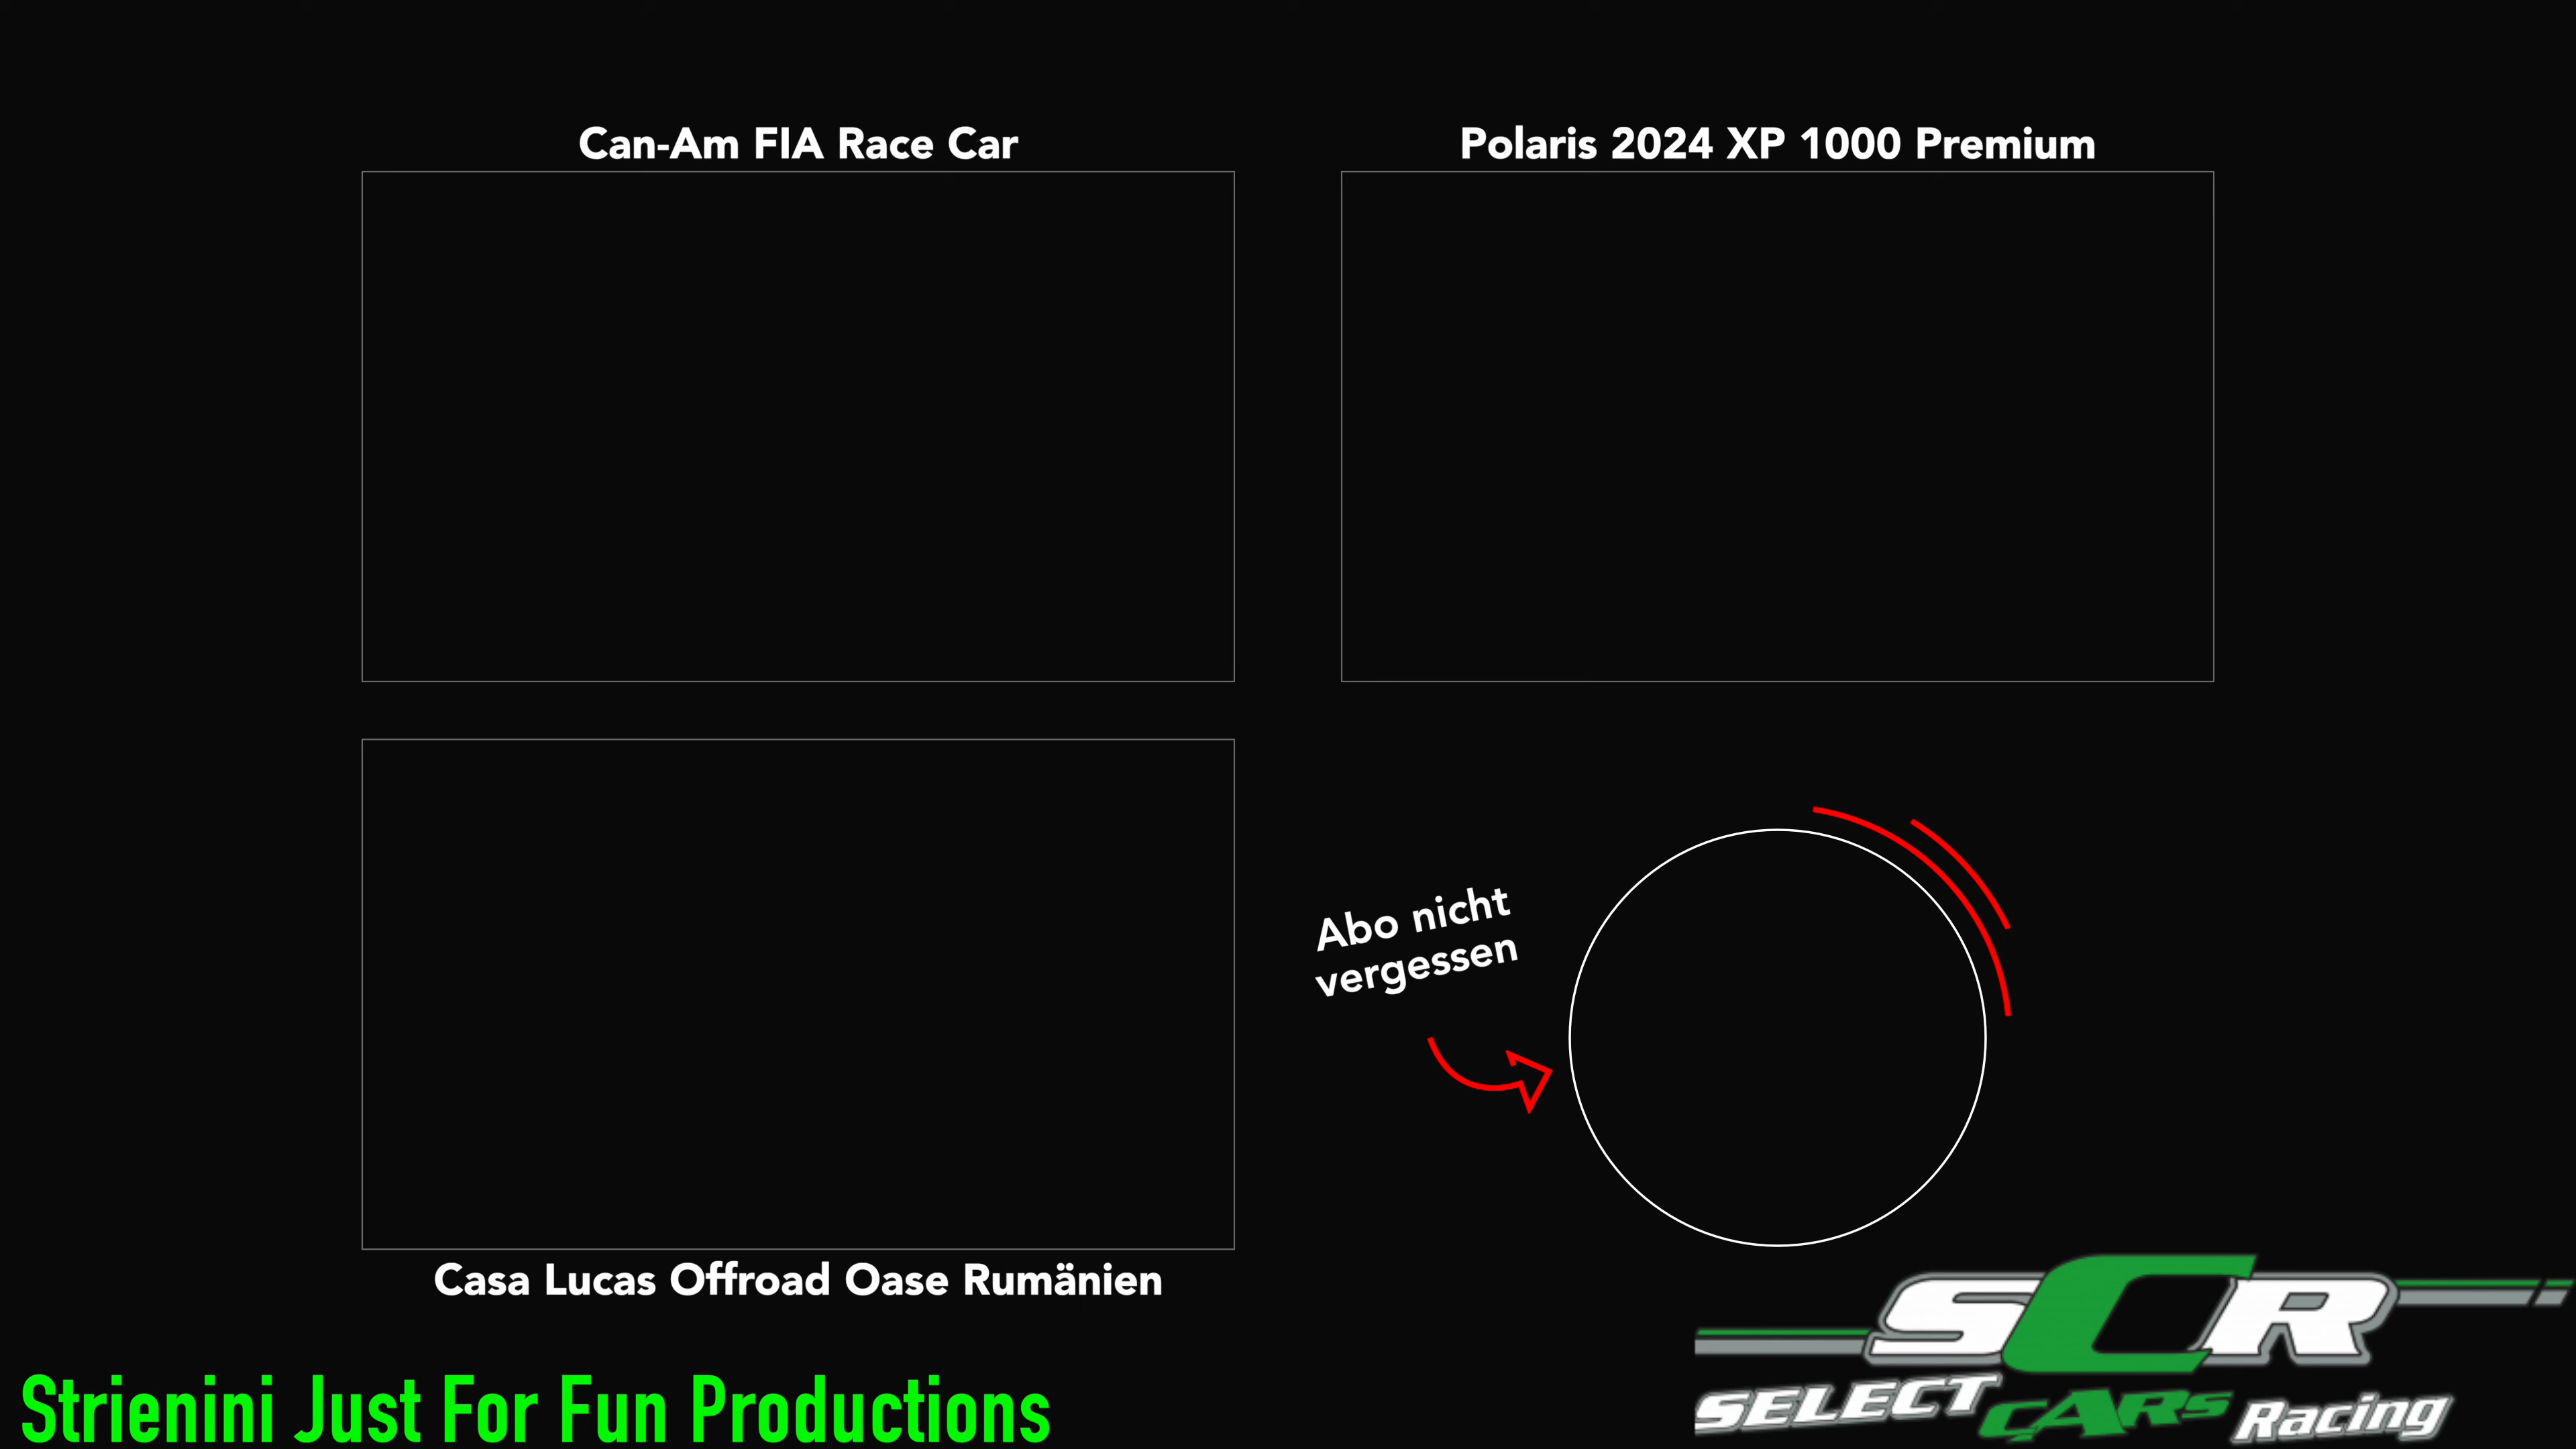 Can-Am FIA Race Car
Polaris 2024 XP 1000 Premium
Abo nicht
vergessen
Casa Lucas Offroad Oase Rumänien
SCR
SELECT CARS Racing
Strienini Just For Fun Productions